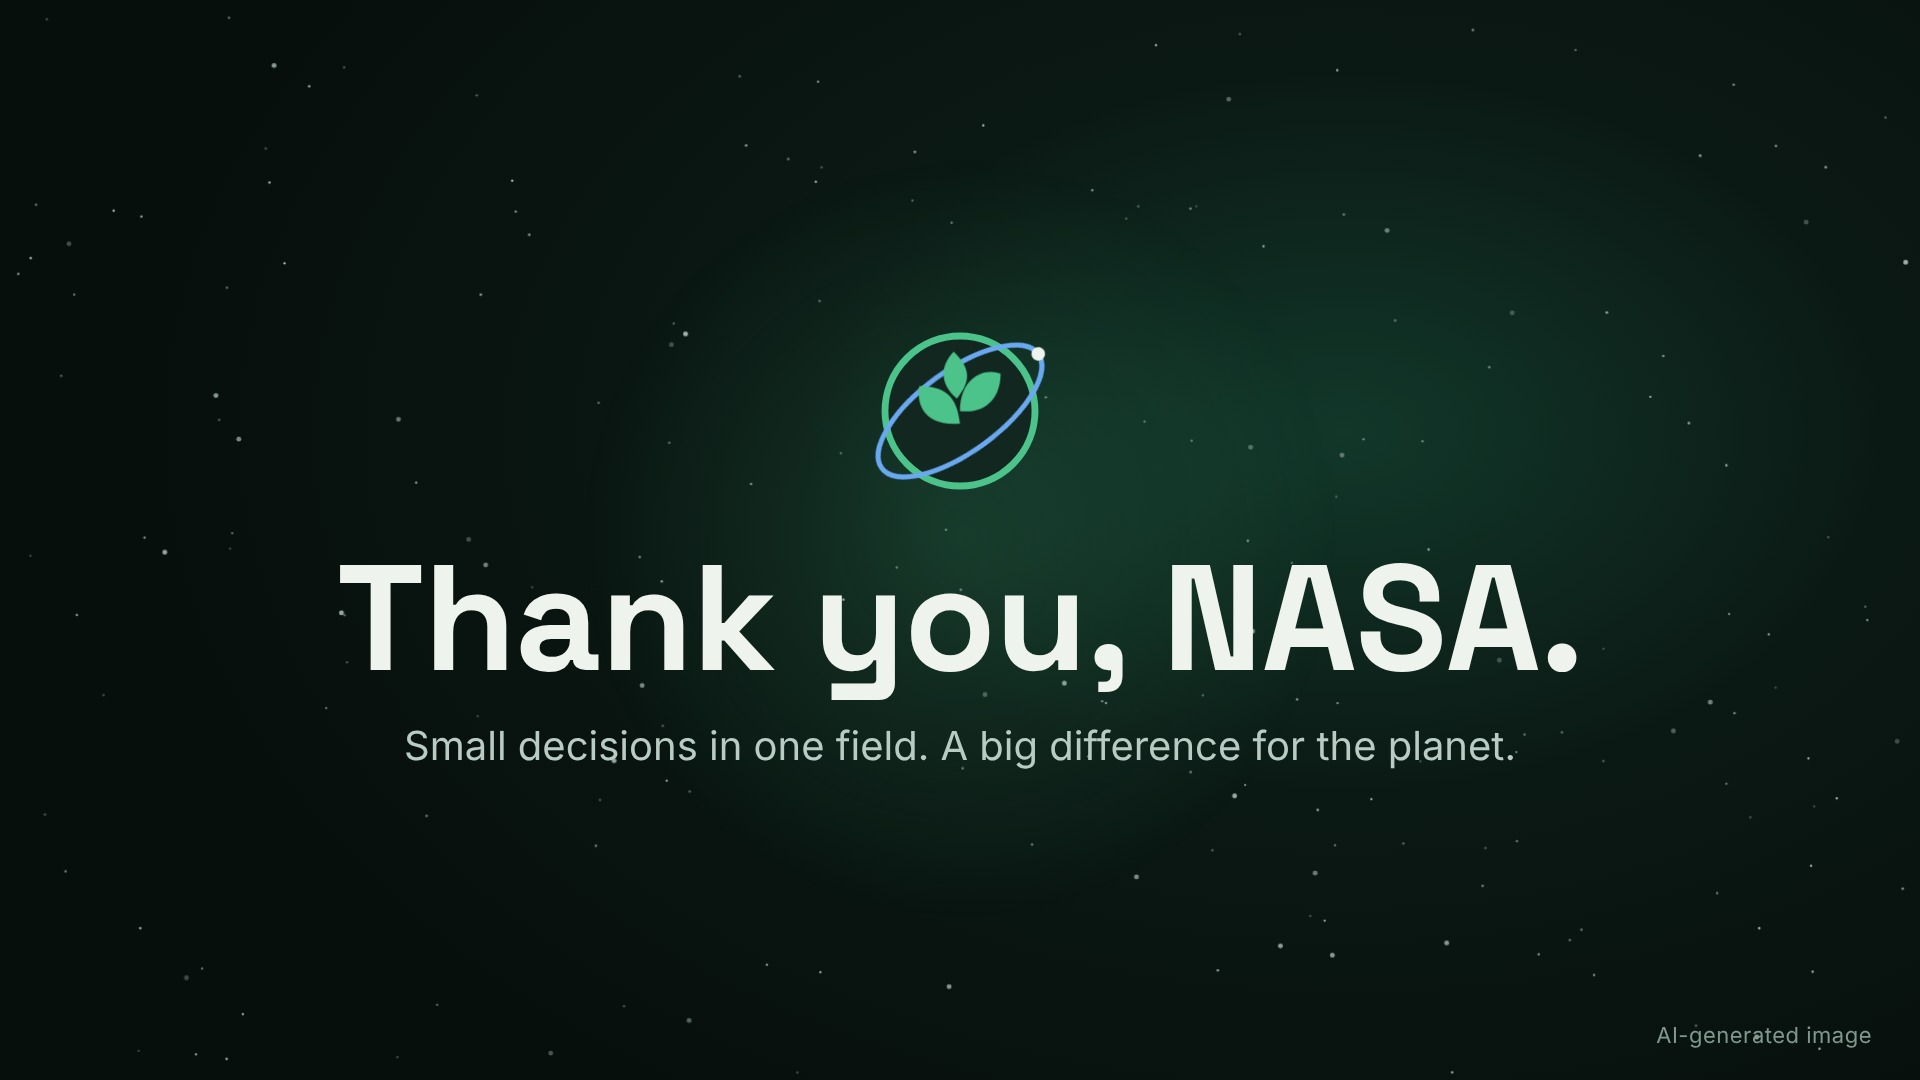 Thank you, NASA.
Small decisions in one field. A big difference for the planet.
AI-generated image